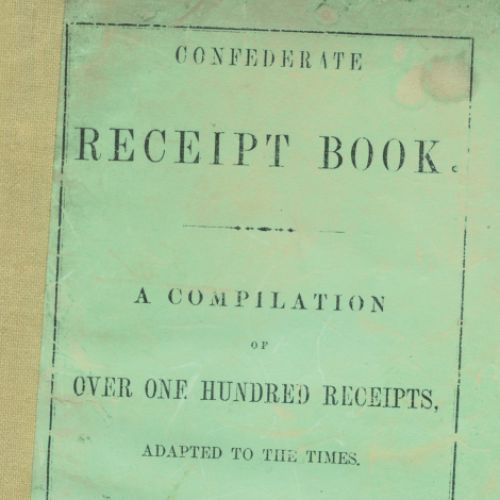 CONFEDERATE
RECEIPT BOOK.
A COMPILATION
OF
OVER ONE HUNDRED RECEIPTS,
ADAPTED TO THE TIMES.